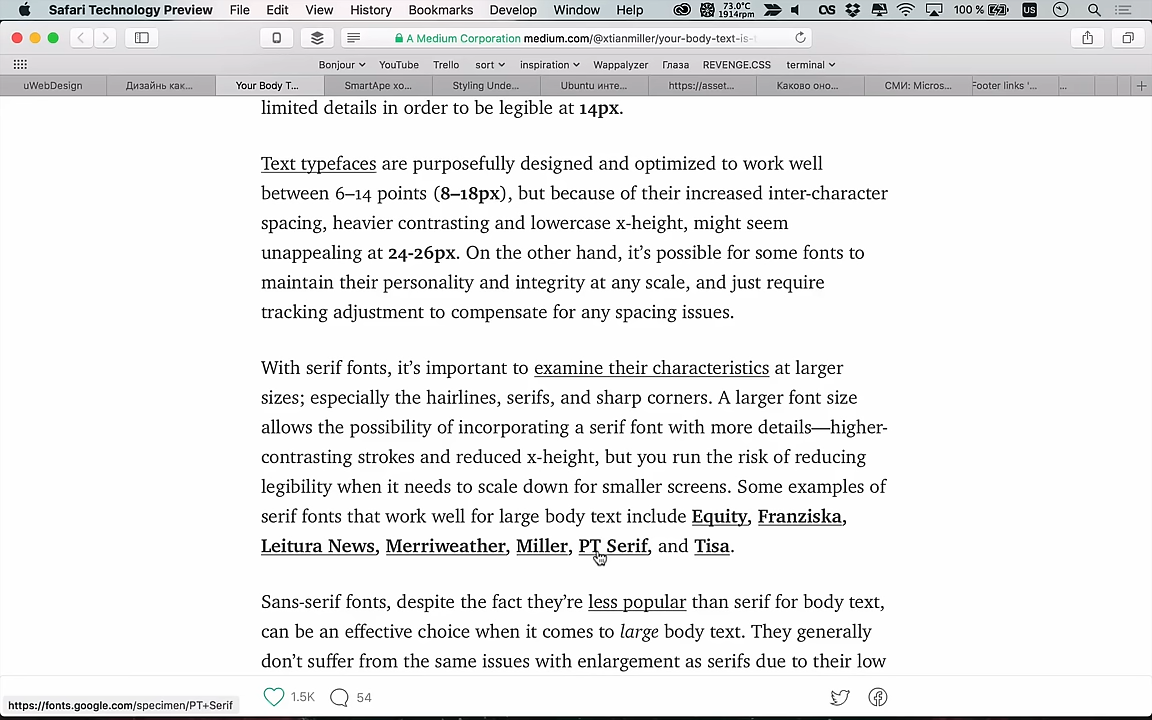 Safari Technology Preview File Edit View History Bookmarks Develop Window Help 73.0°C 1914rpm OS 100 % US
A Medium Corporation medium.com/@xtianmiller/your-body-text-is-
Bonjour YouTube Trello sort inspiration Wappalyzer Глаза REVENGE.CSS terminal
uWebDesign Дизайнь как... Your Body T... SmartApe хо... Styling Unde... Ubuntu инте... https://asset... Каково оно... СМИ: Micros... Footer links '... ...
limited details in order to be legible at 14px.
Text typefaces are purposefully designed and optimized to work well
between 6–14 points (8–18px), but because of their increased inter-character
spacing, heavier contrasting and lowercase x-height, might seem
unappealing at 24-26px. On the other hand, it’s possible for some fonts to
maintain their personality and integrity at any scale, and just require
tracking adjustment to compensate for any spacing issues.
With serif fonts, it’s important to examine their characteristics at larger
sizes; especially the hairlines, serifs, and sharp corners. A larger font size
allows the possibility of incorporating a serif font with more details—higher-
contrasting strokes and reduced x-height, but you run the risk of reducing
legibility when it needs to scale down for smaller screens. Some examples of
serif fonts that work well for large body text include Equity, Franziska,
Leitura News, Merriweather, Miller, PT Serif, and Tisa.
Sans-serif fonts, despite the fact they’re less popular than serif for body text,
can be an effective choice when it comes to large body text. They generally
don’t suffer from the same issues with enlargement as serifs due to their low
1.5K 54
https://fonts.google.com/specimen/PT+Serif